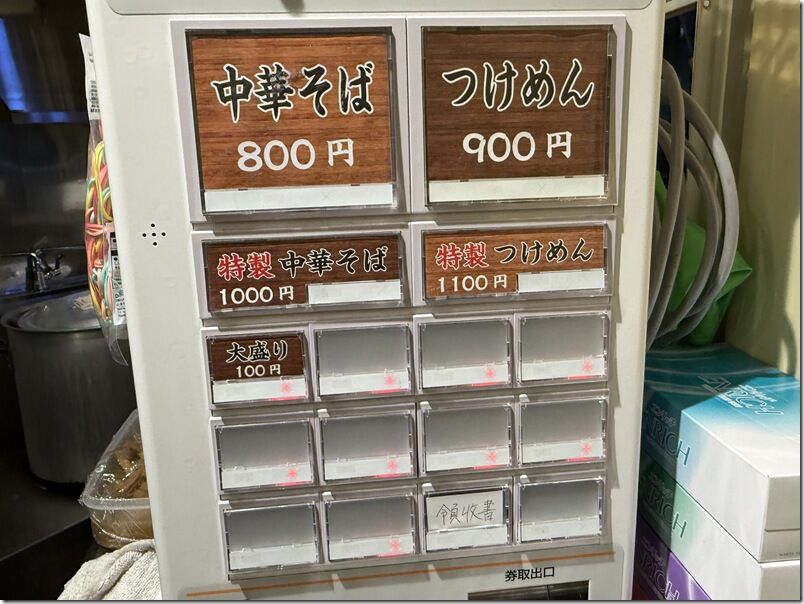 中華そば
800円
つけめん
900円
特製 中華そば
1000円
特製 つけめん
1100円
大盛り
100円
領収書
券取出口
RICH
RICH